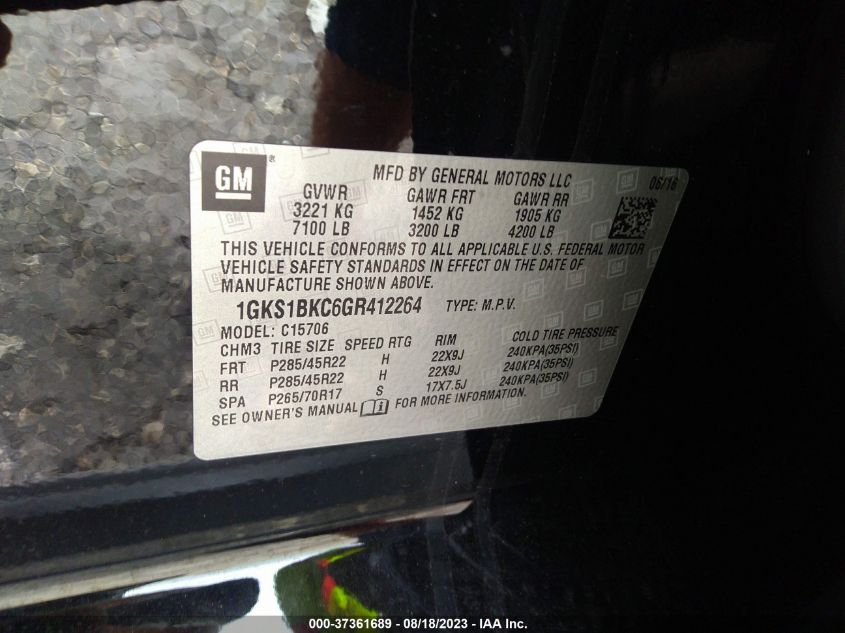 GM ® MFD BY GENERAL MOTORS LLC 06/16
GVWR GAWR FRT GAWR RR
3221 KG 1452 KG 1905 KG
7100 LB 3200 LB 4200 LB
THIS VEHICLE CONFORMS TO ALL APPLICABLE U.S. FEDERAL MOTOR
VEHICLE SAFETY STANDARDS IN EFFECT ON THE DATE OF
MANUFACTURE SHOWN ABOVE.
1GKS1BKC6GR412264 TYPE: M.P.V.
MODEL: C15706
CHM3 TIRE SIZE SPEED RTG RIM COLD TIRE PRESSURE
FRT P285/45R22 H 22X9J 240KPA(35PSI)
RR P285/45R22 H 22X9J 240KPA(35PSI)
SPA P265/70R17 S 17X7.5J 240KPA(35PSI)
SEE OWNER'S MANUAL i FOR MORE INFORMATION.
000-37361689 - 08/18/2023 - IAA Inc.